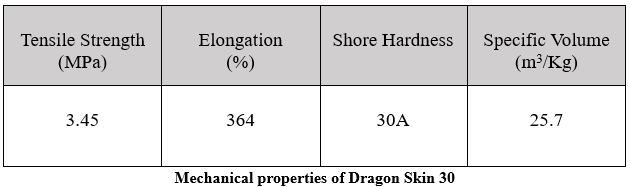 Tensile Strength (MPa) Elongation (%) Shore Hardness Specific Volume (m³/Kg)
3.45 364 30A 25.7
Mechanical properties of Dragon Skin 30